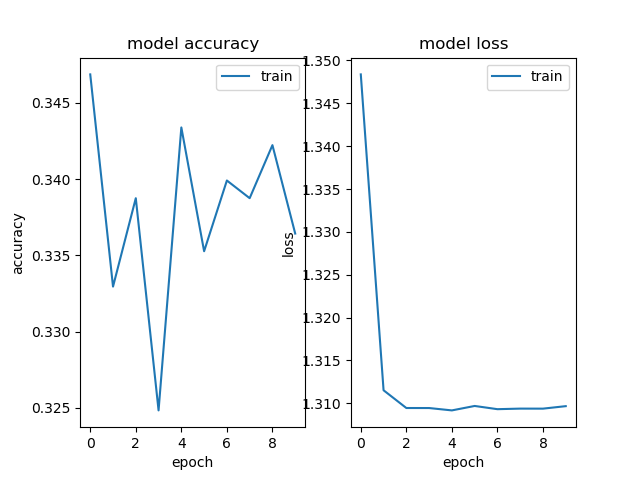 model accuracy
train
0.345
0.340
0.335
0.330
0.325
accuracy
0 2 4 6 8
epoch
model loss
train
1.350
1.345
1.340
1.335
1.330
1.325
1.320
1.315
1.310
loss
0 2 4 6 8
epoch